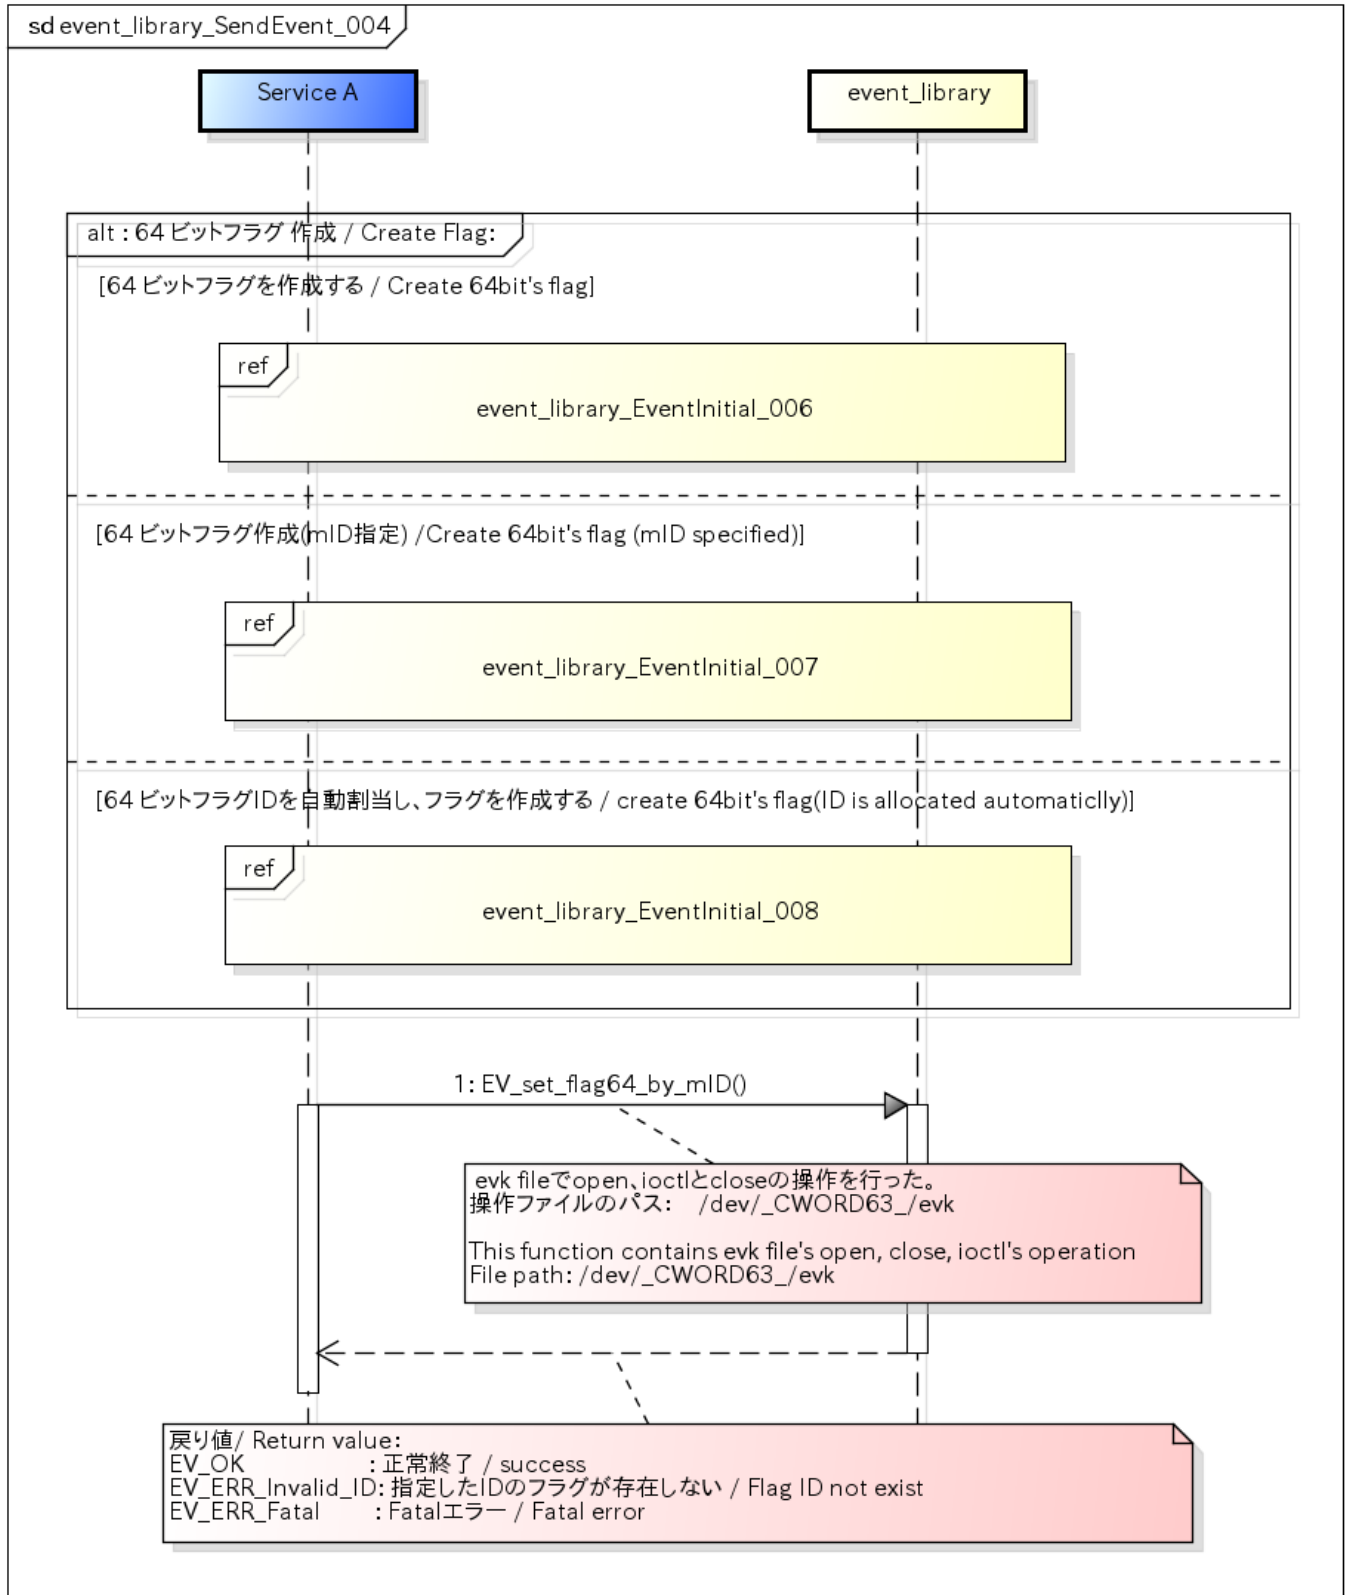 sd event_library_SendEvent_004
Service A
event_library
alt : 64 ビットフラグ 作成 / Create Flag:
[64 ビットフラグを作成する / Create 64bit's flag]
ref
event_library_EventInitial_006
[64 ビットフラグ作成(mID指定) /Create 64bit's flag (mID specified)]
ref
event_library_EventInitial_007
[64 ビットフラグIDを自動割当し、フラグを作成する / create 64bit's flag(ID is allocated automaticlly)]
ref
event_library_EventInitial_008
1: EV_set_flag64_by_mID()
evk fileでopen、ioctlとcloseの操作を行った。
操作ファイルのパス： /dev/_CWORD63_/evk
This function contains evk file's open, close, ioctl's operation
File path: /dev/_CWORD63_/evk
戻り値/ Return value:
EV_OK : 正常終了 / success
EV_ERR_Invalid_ID: 指定したIDのフラグが存在しない / Flag ID not exist
EV_ERR_Fatal : Fatalエラー / Fatal error